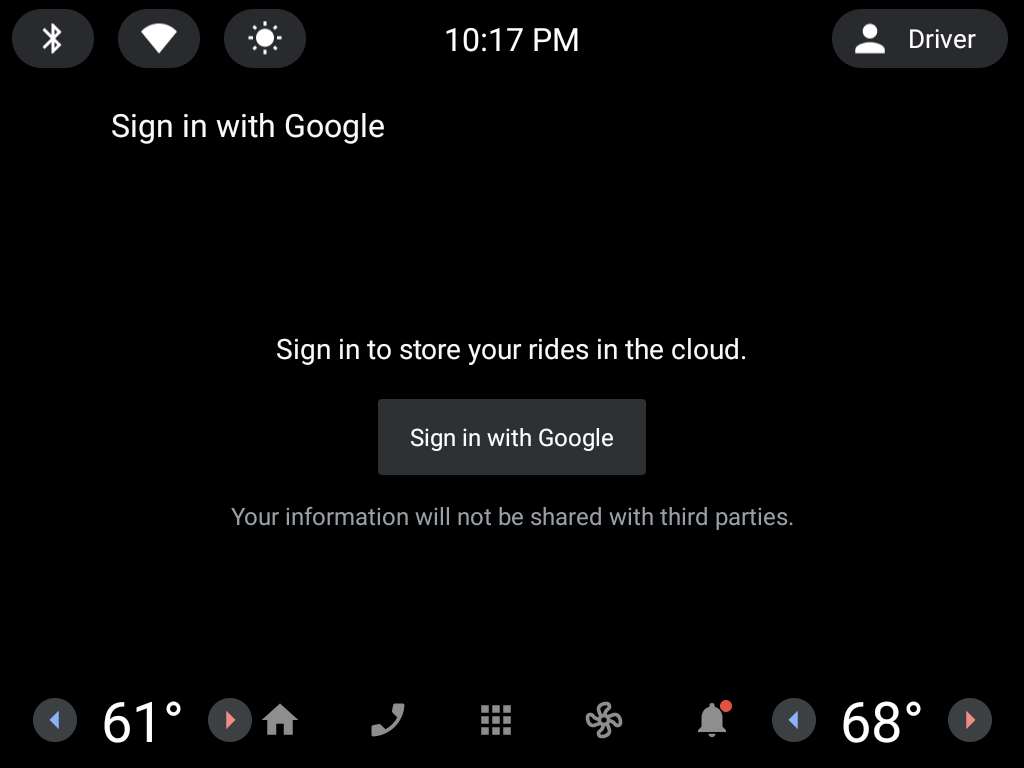 10:17 PM
Driver
Sign in with Google
Sign in to store your rides in the cloud.
Sign in with Google
Your information will not be shared with third parties.
61°
68°